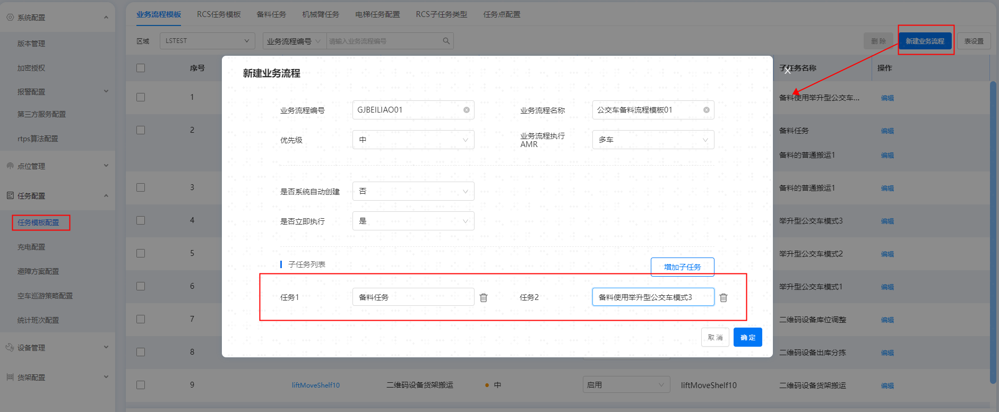 系统配置
版本管理
加密授权
报警配置
第三方服务配置
rtps算法配置
点位管理
任务配置
任务模板配置
充电配置
避障方案配置
空车巡游策略配置
统计班次配置
设备管理
货架配置
业务流程模板 RCS任务模板 备料任务 机械臂任务 电梯任务配置 RCS子任务类型 任务点配置
区域 LSTEST 业务流程编号 请输入业务流程编号 删 除 新建业务流程 表设置
序号 子任务名称 操作
1 备料使用举升型公交车... 编辑
2 备料任务 编辑
备料的普通搬运1 编辑
3 备料的普通搬运1 编辑
4 举升型公交车模式3 编辑
5 举升型公交车模式2 编辑
6 举升型公交车模式1 编辑
7 二维码设备库位调整 编辑
8 二维码设备出库分拣 编辑
9 liftMoveShelf10 二维码设备货架搬运 中 启用 liftMoveShelf10 二维码设备货架搬运 编辑
新建业务流程
业务流程编号 GJBEILIAO01 业务流程名称 公交车备料流程模板01
优先级 中 业务流程执行
AMR 多车
是否系统自动创建 否
是否立即执行 是
子任务列表 增加子任务
任务1 备料任务 任务2 备料使用举升型公交车模式3
取 消 确 定